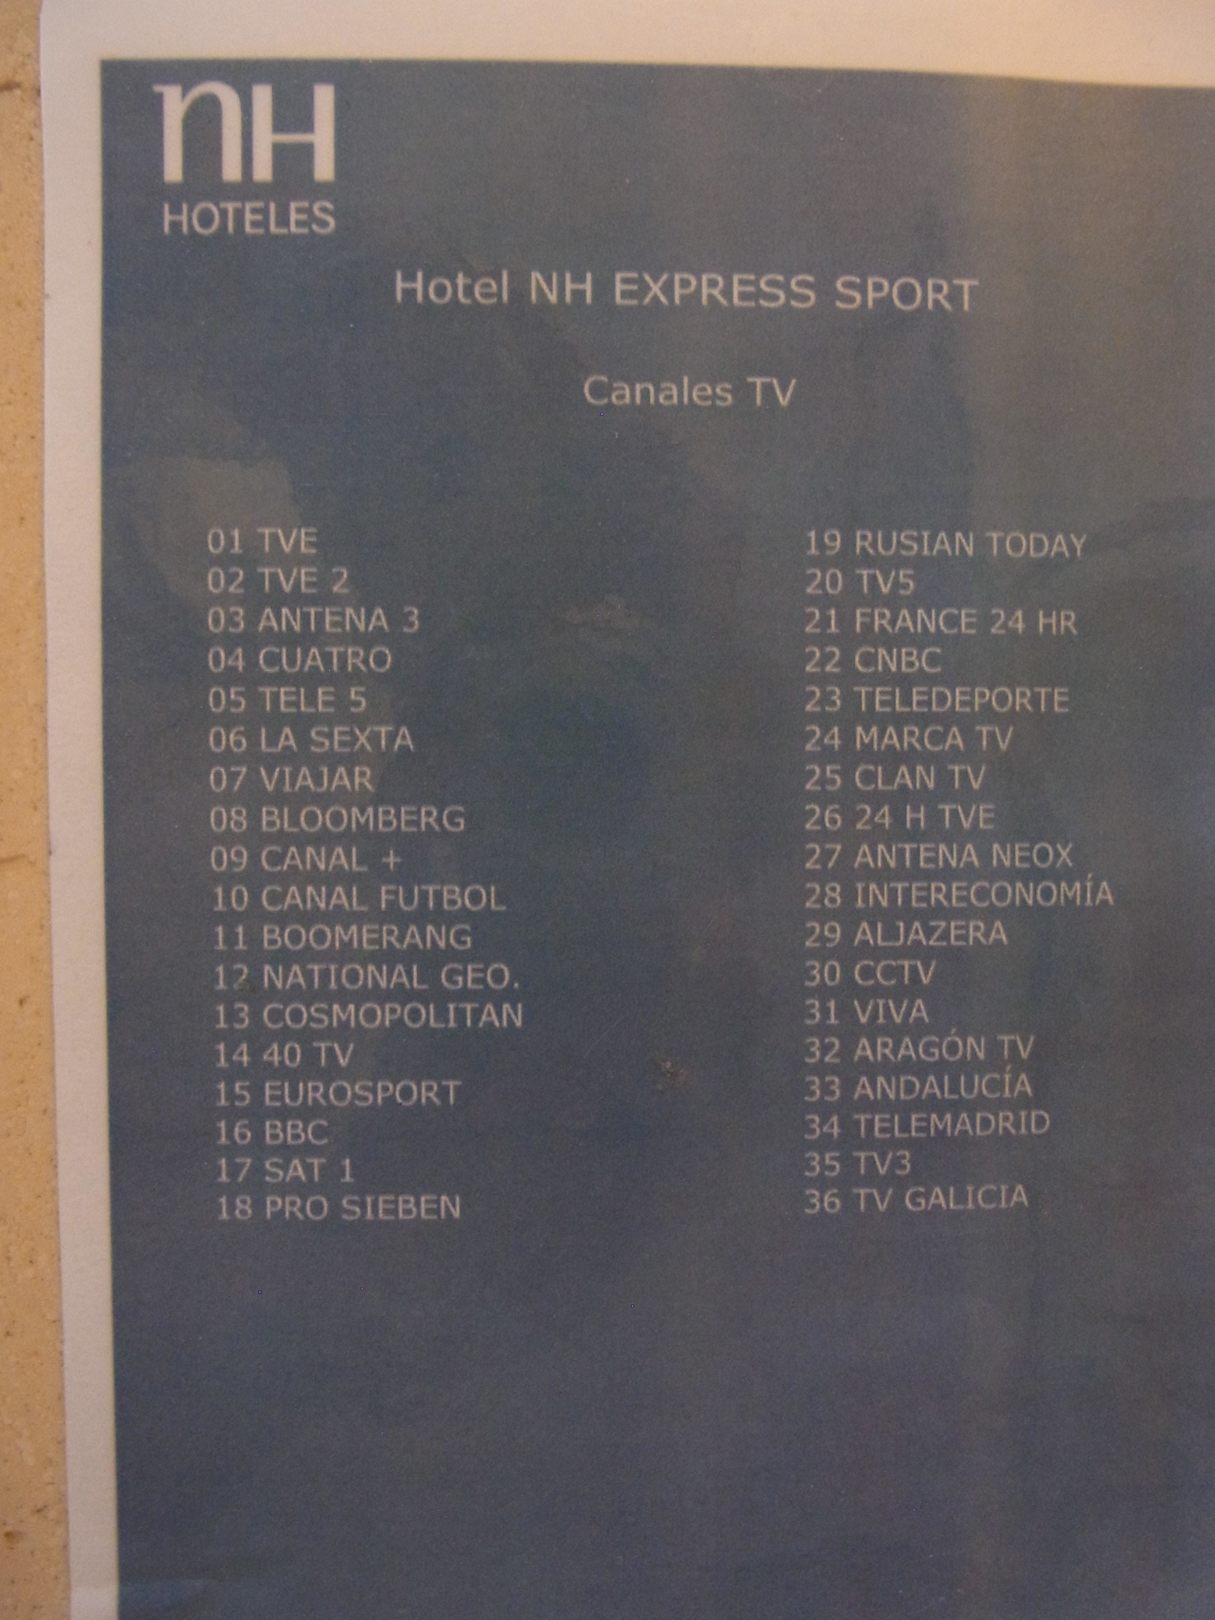 nH
HOTELES
Hotel NH EXPRESS SPORT
Canales TV
01 TVE
02 TVE 2
03 ANTENA 3
04 CUATRO
05 TELE 5
06 LA SEXTA
07 VIAJAR
08 BLOOMBERG
09 CANAL +
10 CANAL FUTBOL
11 BOOMERANG
12 NATIONAL GEO.
13 COSMOPOLITAN
14 40 TV
15 EUROSPORT
16 BBC
17 SAT 1
18 PRO SIEBEN
19 RUSIAN TODAY
20 TV5
21 FRANCE 24 HR
22 CNBC
23 TELEDEPORTE
24 MARCA TV
25 CLAN TV
26 24 H TVE
27 ANTENA NEOX
28 INTERECONOMÍA
29 ALJAZERA
30 CCTV
31 VIVA
32 ARAGÓN TV
33 ANDALUCÍA
34 TELEMADRID
35 TV3
36 TV GALICIA